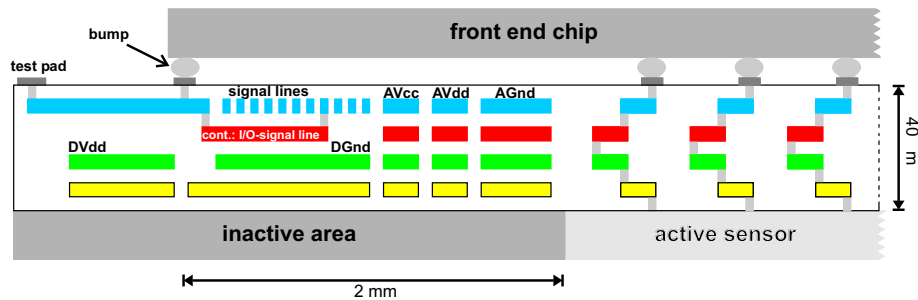 front end chip
bump
test pad
signal lines
AVcc
AVdd
AGnd
cont.: I/O-signal line
DVdd
DGnd
40 m
inactive area
active sensor
2 mm